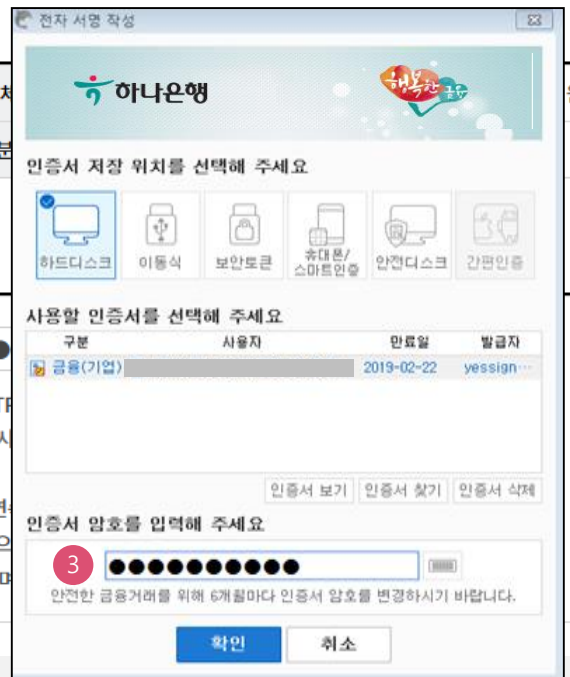 전자 서명 작성
하나은행
행복한 금융
인증서 저장 위치를 선택해 주세요
하드디스크 이동식 보안토큰 휴대폰/스마트인증 안전디스크 간편인증
사용할 인증서를 선택해 주세요
구분 사용자 만료일 발급자
금융(기업) 2019-02-22 yessign...
인증서 보기 인증서 찾기 인증서 삭제
인증서 암호를 입력해 주세요
3 ●●●●●●●●●●
안전한 금융거래를 위해 6개월마다 인증서 암호를 변경하시기 바랍니다.
확인 취소